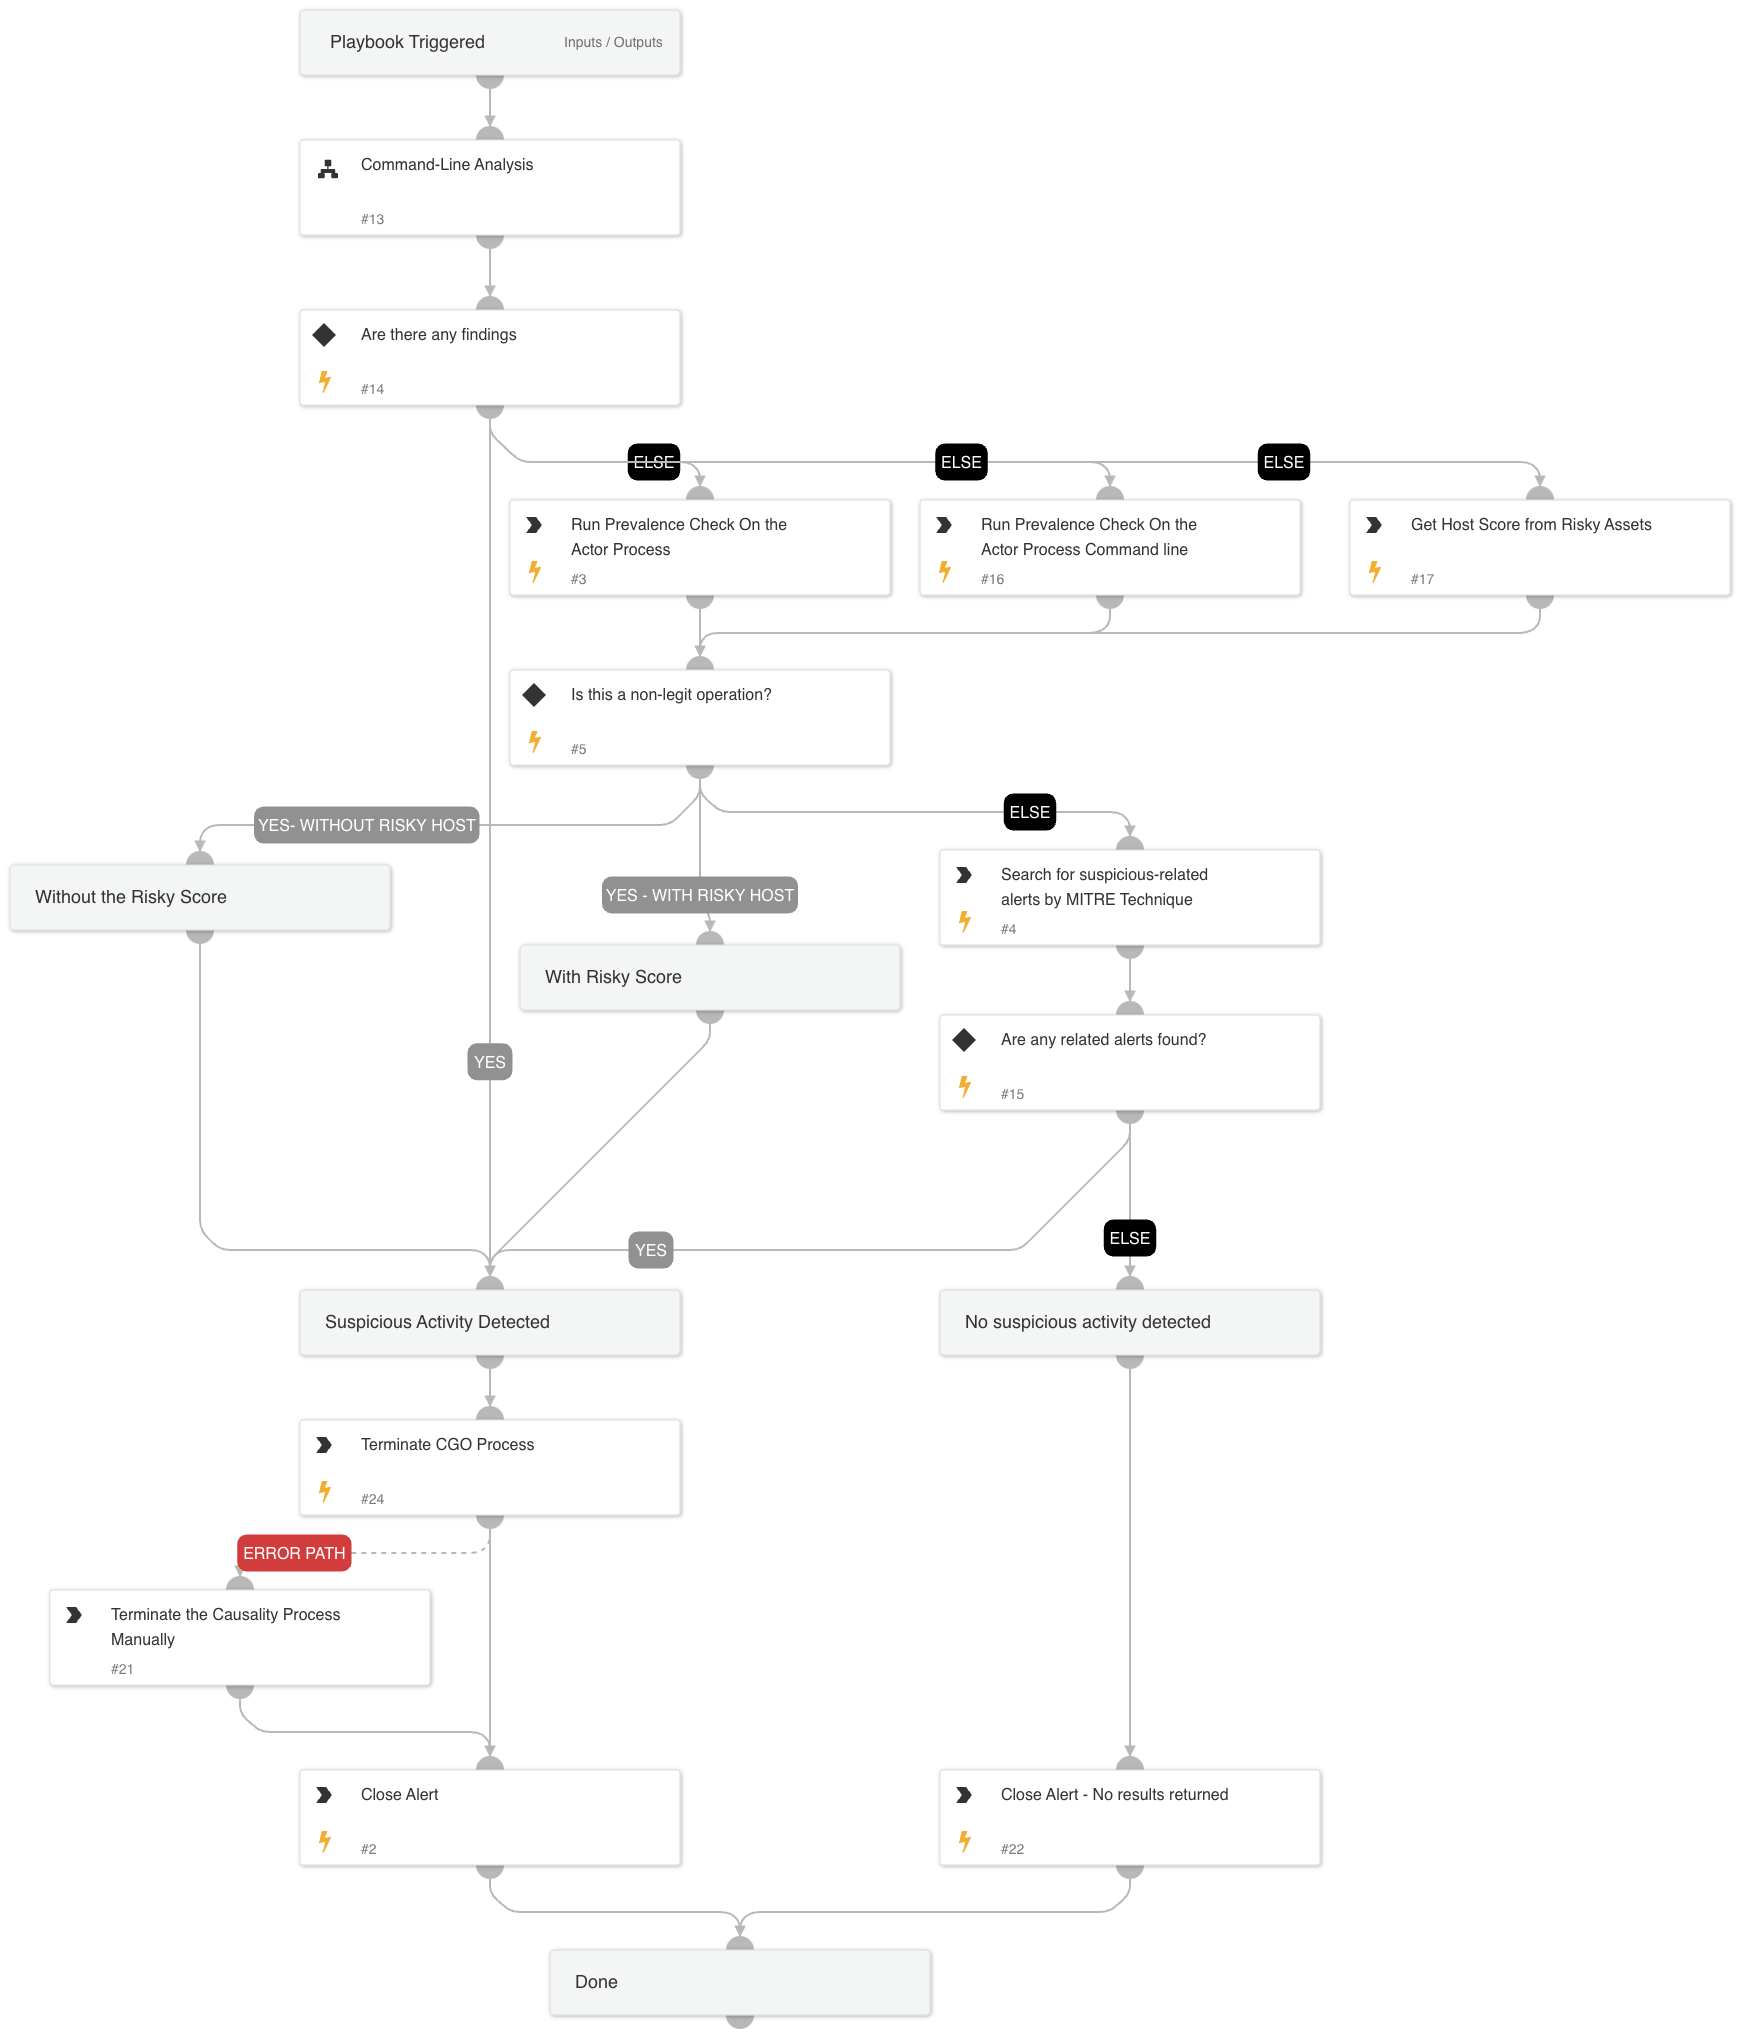 Playbook Triggered
Inputs / Outputs
Command-Line Analysis
#13
Are there any findings
#14
ELSE
ELSE
ELSE
Run Prevalence Check On the
Actor Process
#3
Run Prevalence Check On the
Actor Process Command line
#16
Get Host Score from Risky Assets
#17
Is this a non-legit operation?
#5
YES- WITHOUT RISKY HOST
ELSE
YES - WITH RISKY HOST
Without the Risky Score
Search for suspicious-related
alerts by MITRE Technique
#4
With Risky Score
Are any related alerts found?
#15
YES
YES
ELSE
Suspicious Activity Detected
No suspicious activity detected
Terminate CGO Process
#24
ERROR PATH
Terminate the Causality Process
Manually
#21
Close Alert
#2
Close Alert - No results returned
#22
Done